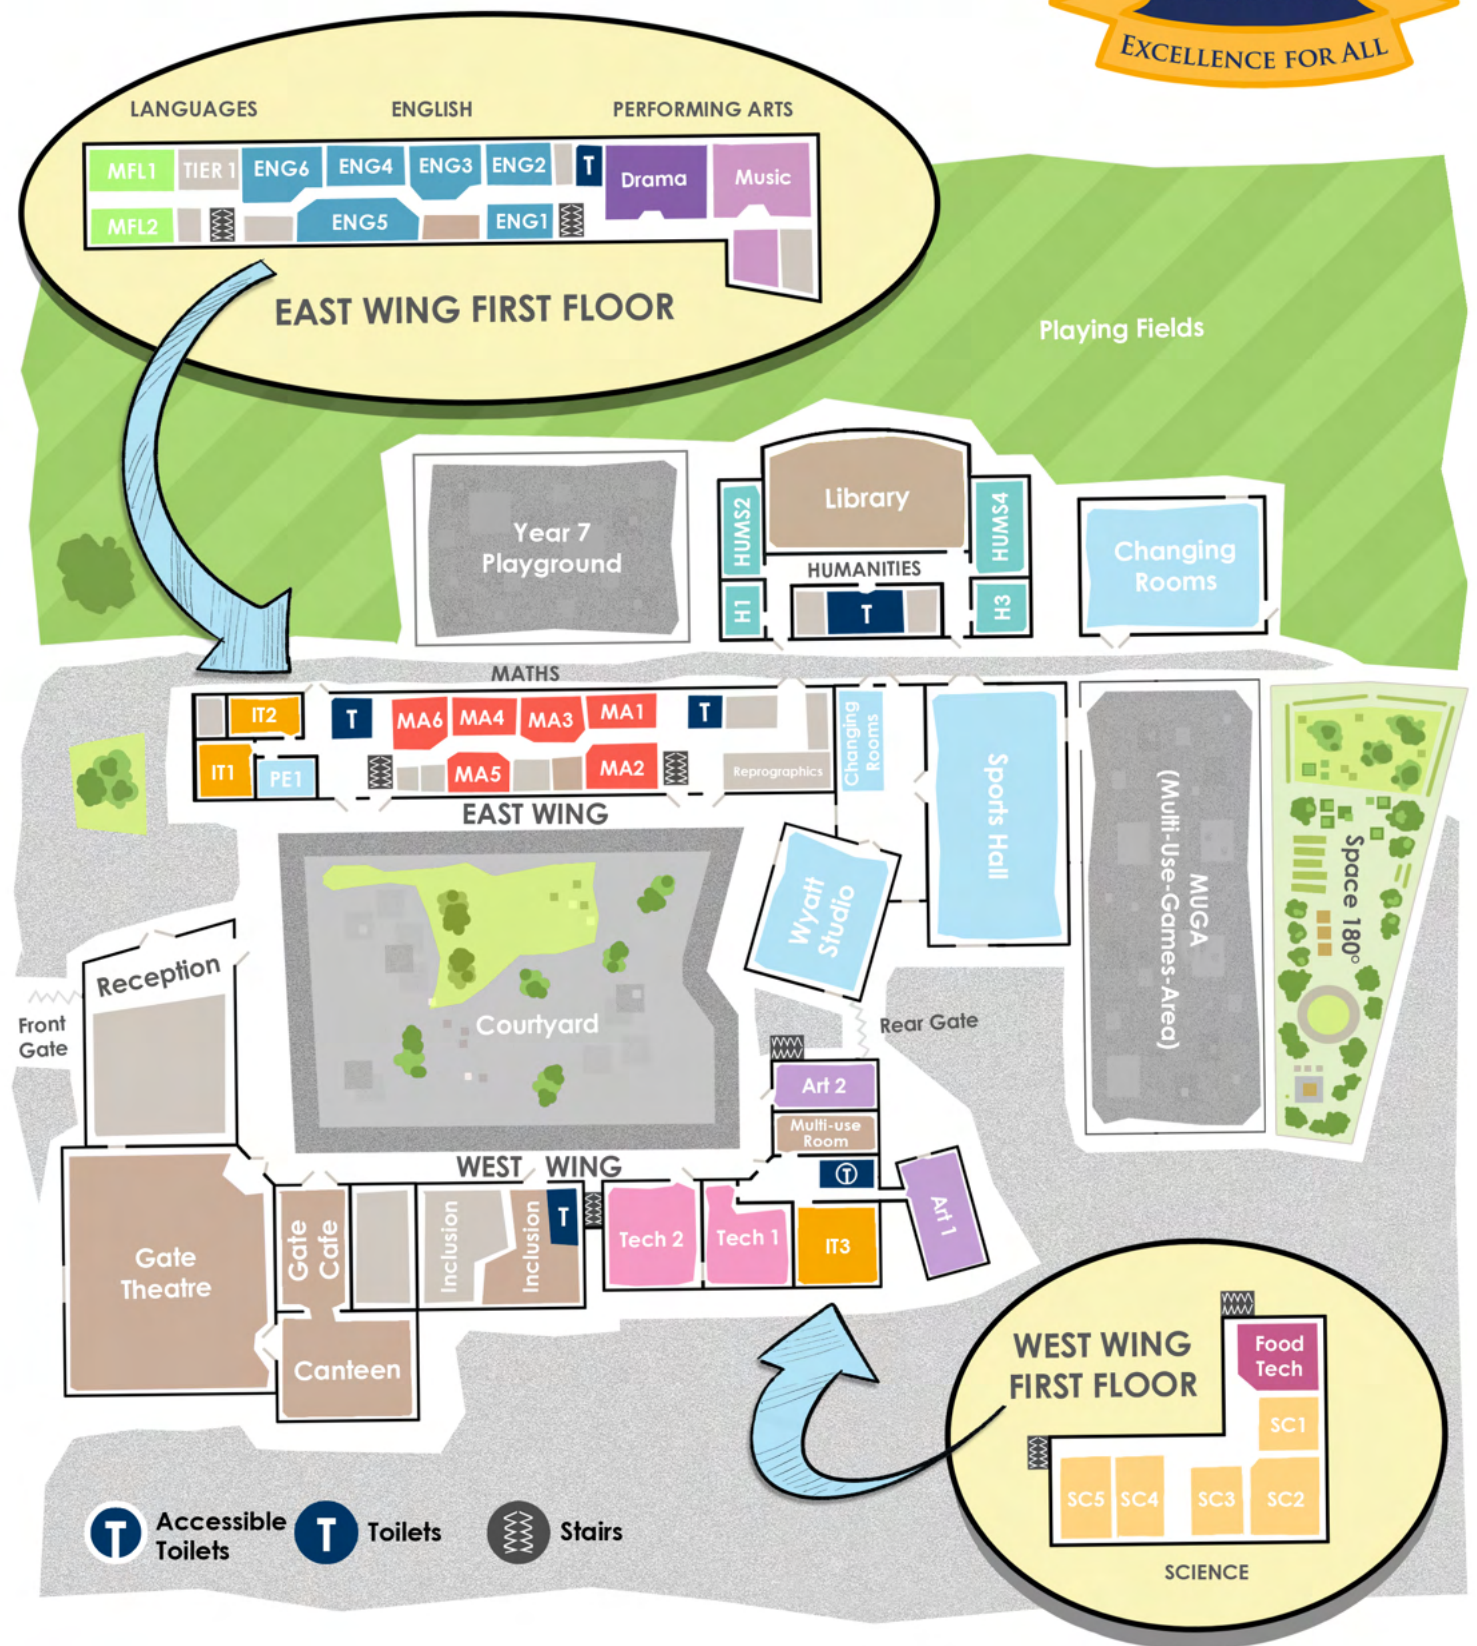 EXCELLENCE FOR ALL
LANGUAGES
ENGLISH
PERFORMING ARTS
MFL1
TIER 1
ENG6
ENG4
ENG3
ENG2
T
Drama
Music
MFL2
ENG5
ENG1
EAST WING FIRST FLOOR
Playing Fields
Year 7
Playground
Library
HUMS2
HUMS4
HUMANITIES
H1
T
H3
Changing
Rooms
MATHS
IT2
T
MA6
MA4
MA3
MA1
T
IT1
PE1
MA5
MA2
Reprographics
Changing
Rooms
EAST WING
Sports Hall
MUGA
(Multi-Use-Games-Area)
Space 180°
Wyatt
Studio
Reception
Front
Gate
Courtyard
Rear Gate
Art 2
Multi-use
Room
T
Art 1
WEST WING
Gate
Theatre
Gate
Cafe
Inclusion
Inclusion
T
Tech 2
Tech 1
IT3
Canteen
WEST WING
FIRST FLOOR
Food
Tech
SC1
SC5
SC4
SC3
SC2
SCIENCE
T
Accessible
Toilets
T
Toilets
Stairs